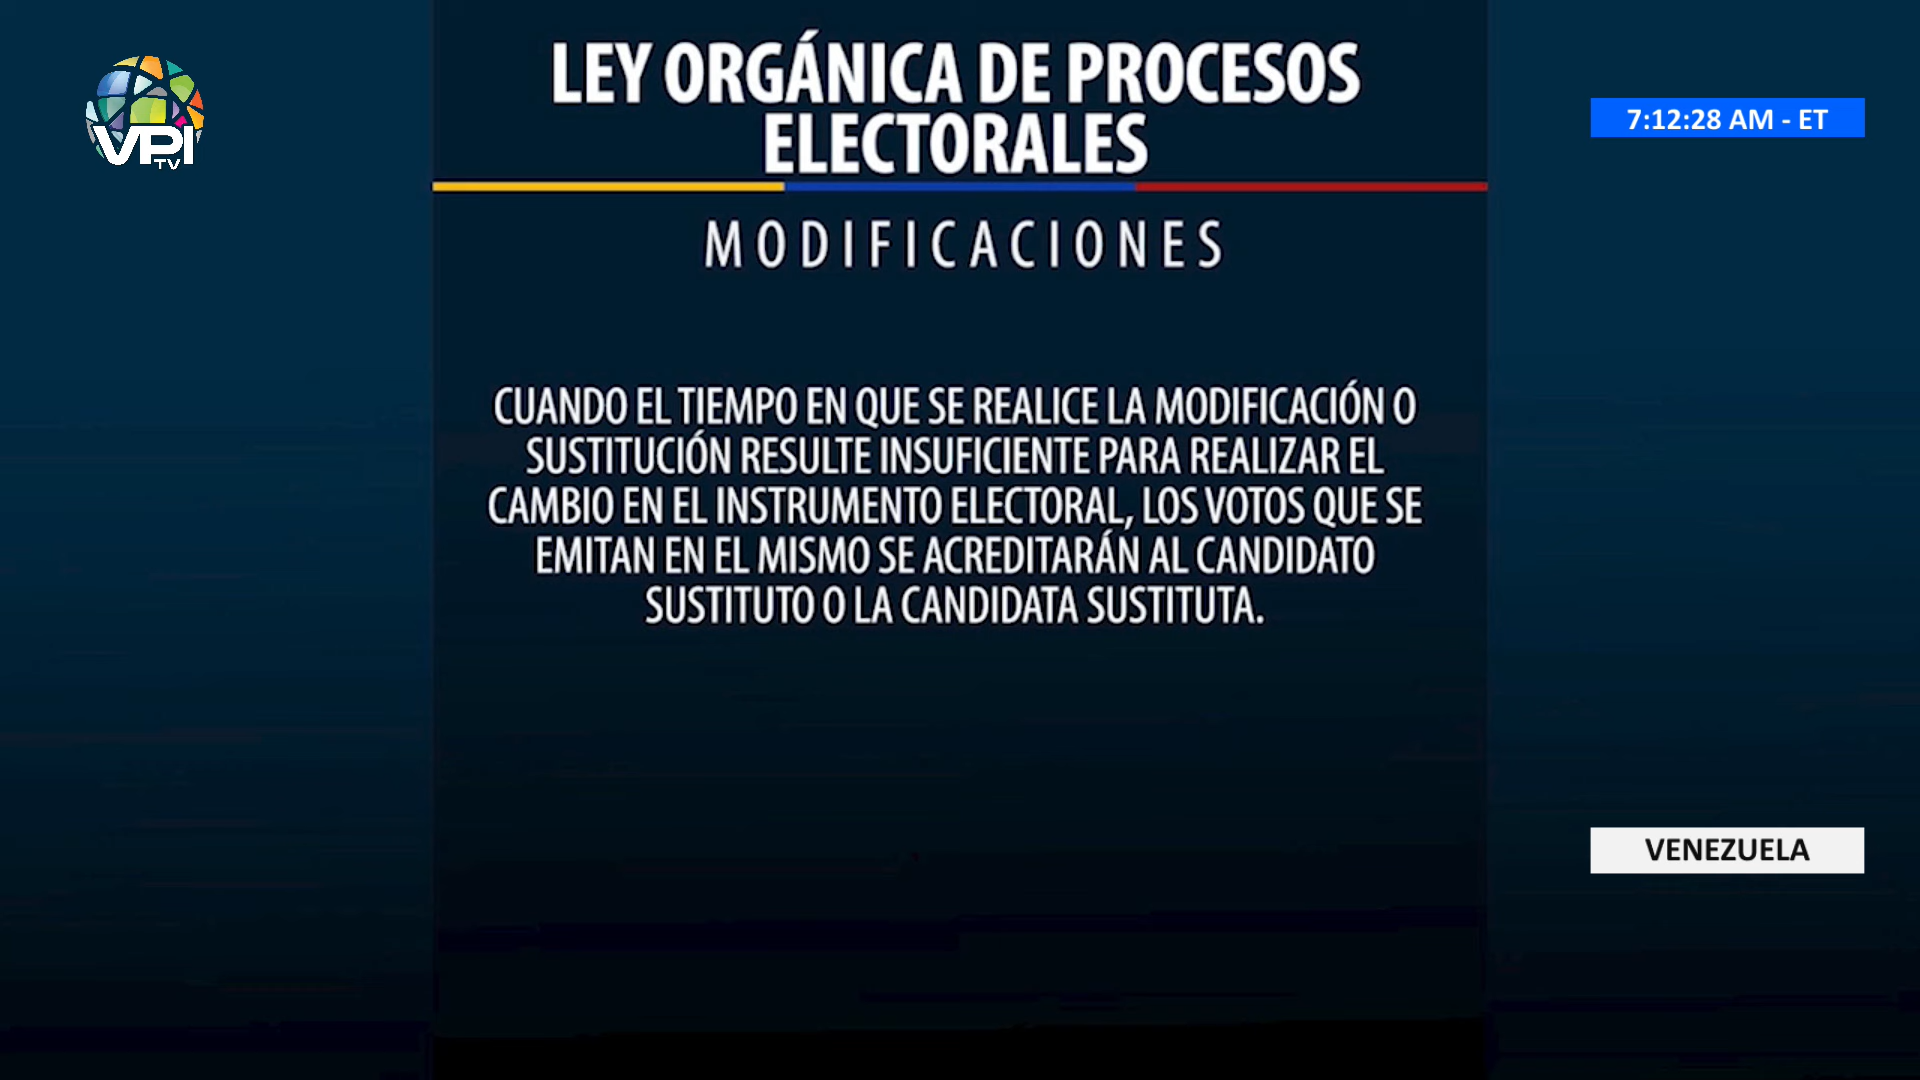 VPI
TV
LEY ORGÁNICA DE PROCESOS
ELECTORALES
7:12:28 AM - ET
MODIFICACIONES
CUANDO EL TIEMPO EN QUE SE REALICE LA MODIFICACIÓN O
SUSTITUCIÓN RESULTE INSUFICIENTE PARA REALIZAR EL
CAMBIO EN EL INSTRUMENTO ELECTORAL, LOS VOTOS QUE SE
EMITAN EN EL MISMO SE ACREDITARÁN AL CANDIDATO
SUSTITUTO O LA CANDIDATA SUSTITUTA.
VENEZUELA